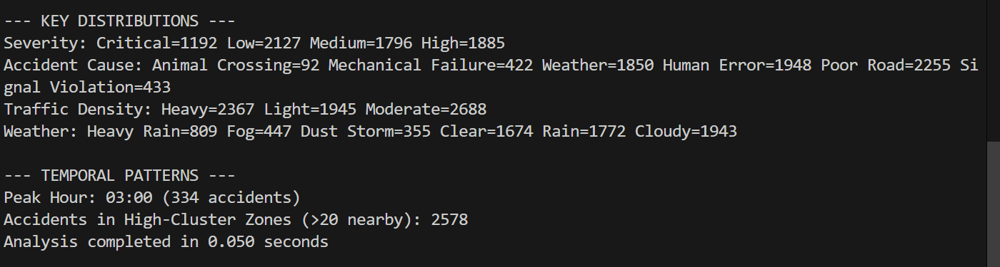 --- KEY DISTRIBUTIONS ---
Severity: Critical=1192 Low=2127 Medium=1796 High=1885
Accident Cause: Animal Crossing=92 Mechanical Failure=422 Weather=1850 Human Error=1948 Poor Road=2255 Si
gnal Violation=433
Traffic Density: Heavy=2367 Light=1945 Moderate=2688
Weather: Heavy Rain=809 Fog=447 Dust Storm=355 Clear=1674 Rain=1772 Cloudy=1943
--- TEMPORAL PATTERNS ---
Peak Hour: 03:00 (334 accidents)
Accidents in High-Cluster Zones (>20 nearby): 2578
Analysis completed in 0.050 seconds